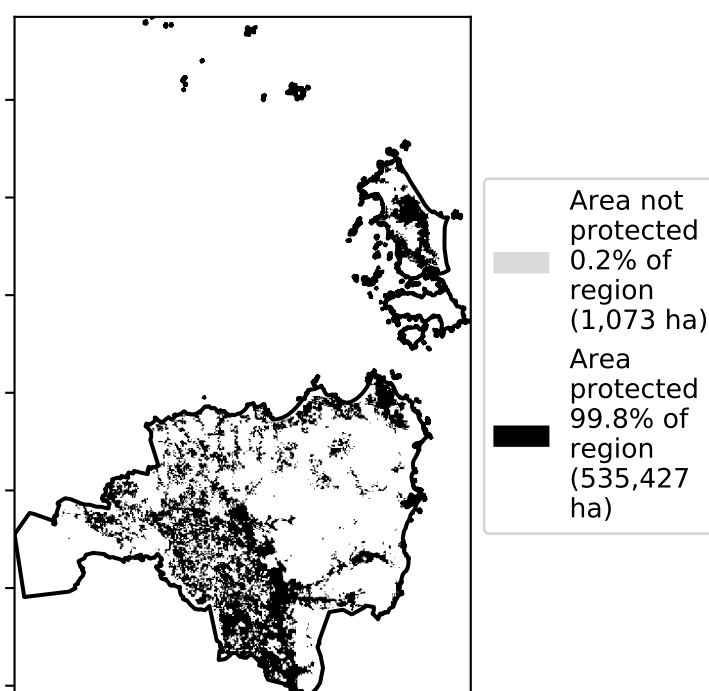 Area not
protected
0.2% of
region
(1,073 ha)
Area
protected
99.8% of
region
(535,427
ha)